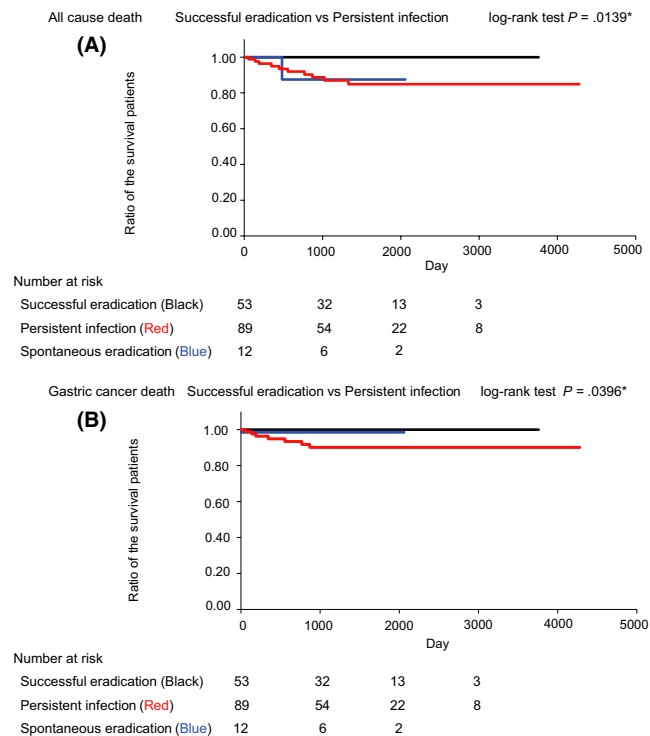 All cause death Successful eradication vs Persistent infection log-rank test P = .0139*
(A)
Ratio of the survival patients
1.00
0.80
0.60
0.40
0.20
0.00
0 1000 2000 3000 4000 5000
Day
Number at risk
Successful eradication (Black) 53 32 13 3
Persistent infection (Red) 89 54 22 8
Spontaneous eradication (Blue) 12 6 2
Gastric cancer death Successful eradication vs Persistent infection log-rank test P = .0396*
(B)
Ratio of the survival patients
1.00
0.80
0.60
0.40
0.20
0.00
0 1000 2000 3000 4000 5000
Day
Number at risk
Successful eradication (Black) 53 32 13 3
Persistent infection (Red) 89 54 22 8
Spontaneous eradication (Blue) 12 6 2